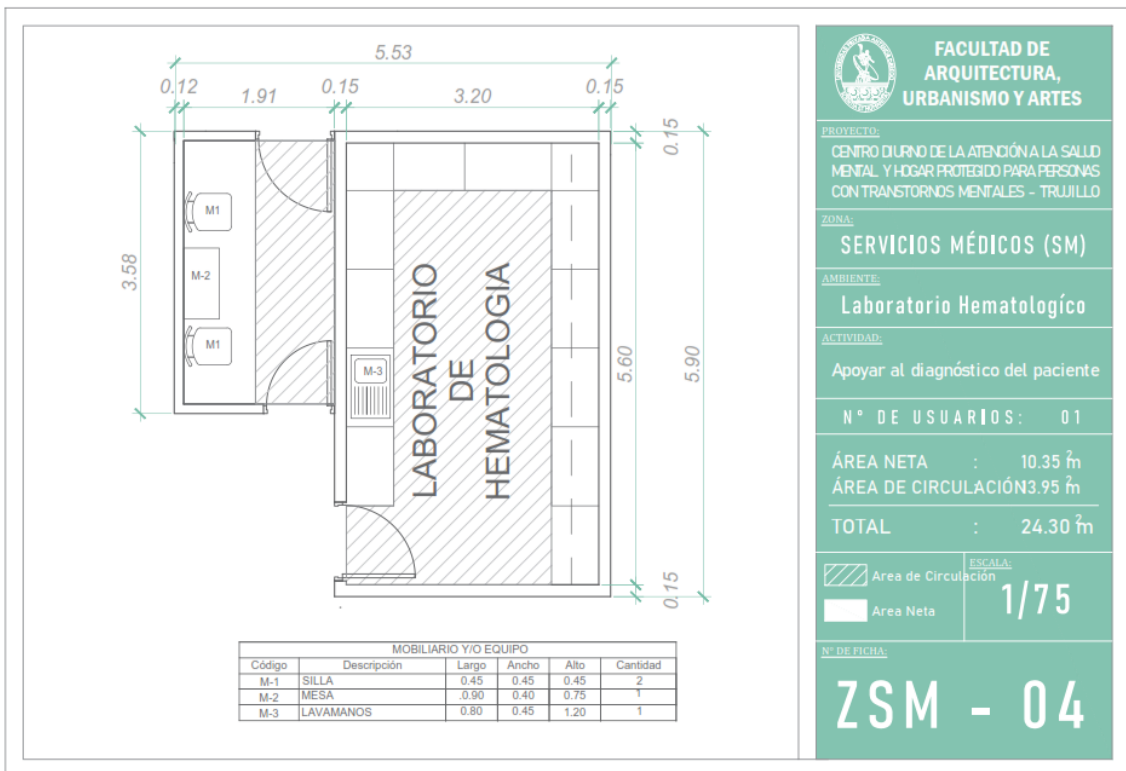 5.53
0.12
1.91
0.15
3.20
0.15
0.15
3.58
M1
M-2
M1
M-3
LABORATORIO
DE
HEMATOLOGIA
5.60
5.90
0.15
MOBILIARIO Y/O EQUIPO
Código Descripción Largo Ancho Alto Cantidad
M-1 SILLA 0.45 0.45 0.45 2
M-2 MESA .0.90 0.40 0.75 1
M-3 LAVAMANOS 0.80 0.45 1.20 1
FACULTAD DE
ARQUITECTURA,
URBANISMO Y ARTES
PROYECTO:
CENTRO DIURNO DE LA ATENCIÓN A LA SALUD
MENTAL Y HOGAR PROTEGIDO PARA PERSONAS
CON TRANSTORNOS MENTALES - TRUJILLO
ZONA:
SERVICIOS MÉDICOS (SM)
AMBIENTE:
Laboratorio Hematologíco
ACTIVIDAD:
Apoyar al diagnóstico del paciente
N° DE USUARIOS: 01
ÁREA NETA : 10.35 m2
ÁREA DE CIRCULACIÓN:13.95 m2
TOTAL : 24.30 m2
Area de Circulación
Area Neta
ESCALA:
1/75
N° DE FICHA:
ZSM - 04